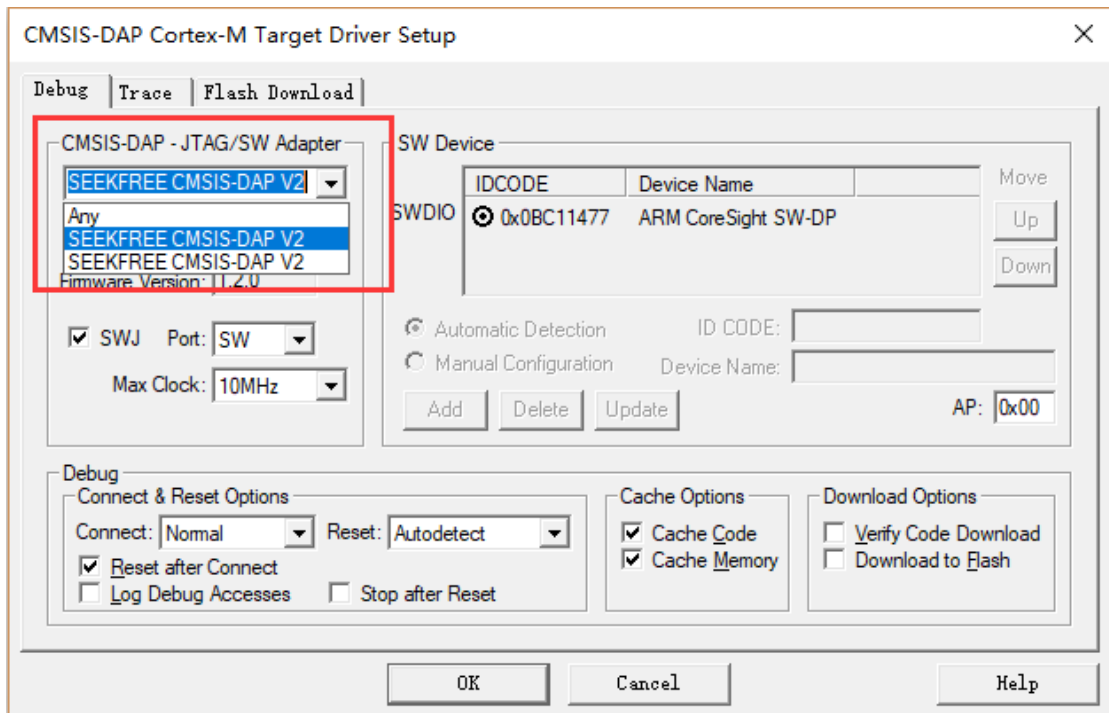 CMSIS-DAP Cortex-M Target Driver Setup
Debug Trace Flash Download
CMSIS-DAP - JTAG/SW Adapter
SEEKFREE CMSIS-DAP V2
Any
SEEKFREE CMSIS-DAP V2
SEEKFREE CMSIS-DAP V2
Firmware Version: 1.2.0
SWJ Port: SW
Max Clock: 10MHz
SW Device
IDCODE Device Name
SWDIO 0x0BC11477 ARM CoreSight SW-DP
Move
Up
Down
Automatic Detection ID CODE:
Manual Configuration Device Name:
Add Delete Update AP: 0x00
Debug
Connect & Reset Options
Connect: Normal Reset: Autodetect
Reset after Connect
Log Debug Accesses Stop after Reset
Cache Options
Cache Code
Cache Memory
Download Options
Verify Code Download
Download to Flash
OK Cancel Help